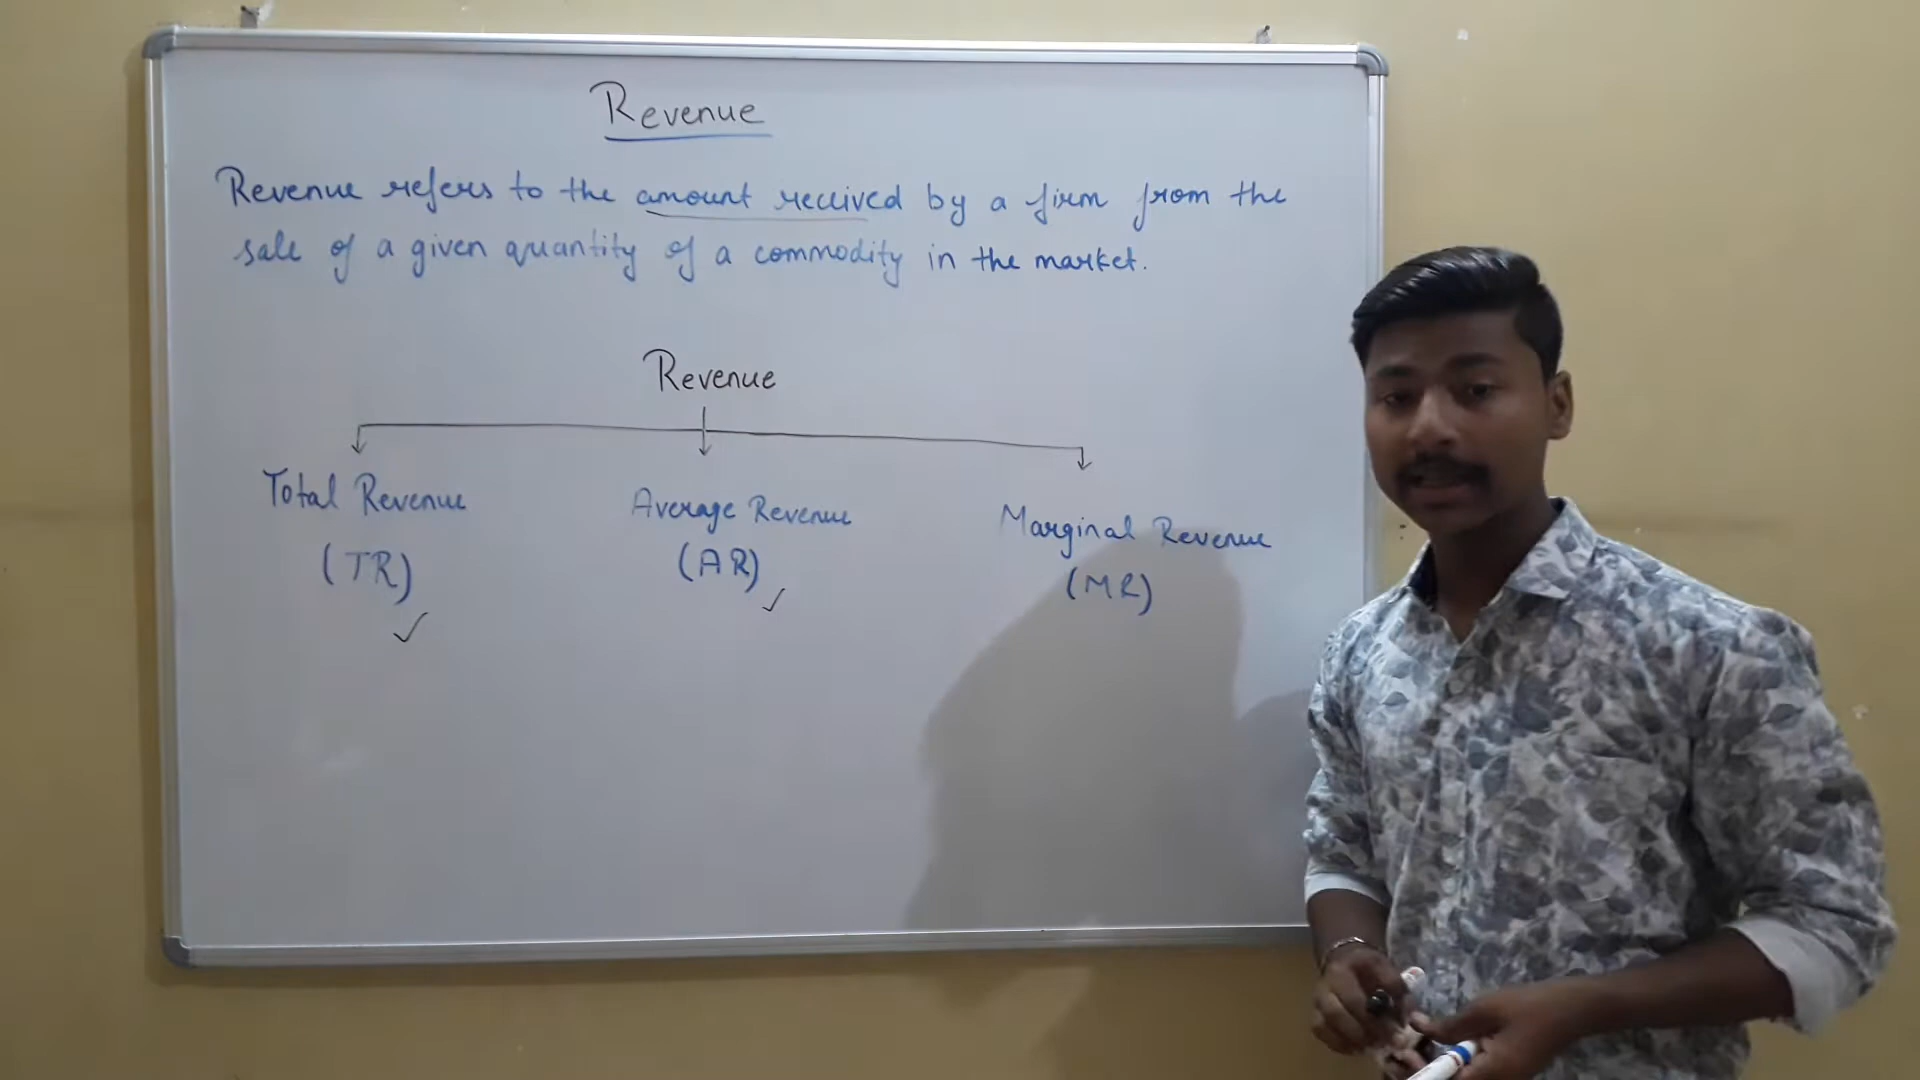 Revenue
Revenue refers to the amount received by a firm from the
sale of a given quantity of a commodity in the market.
Revenue
Total Revenue
Average Revenue
Marginal Revenue
(TR)
(AR)
(MR)